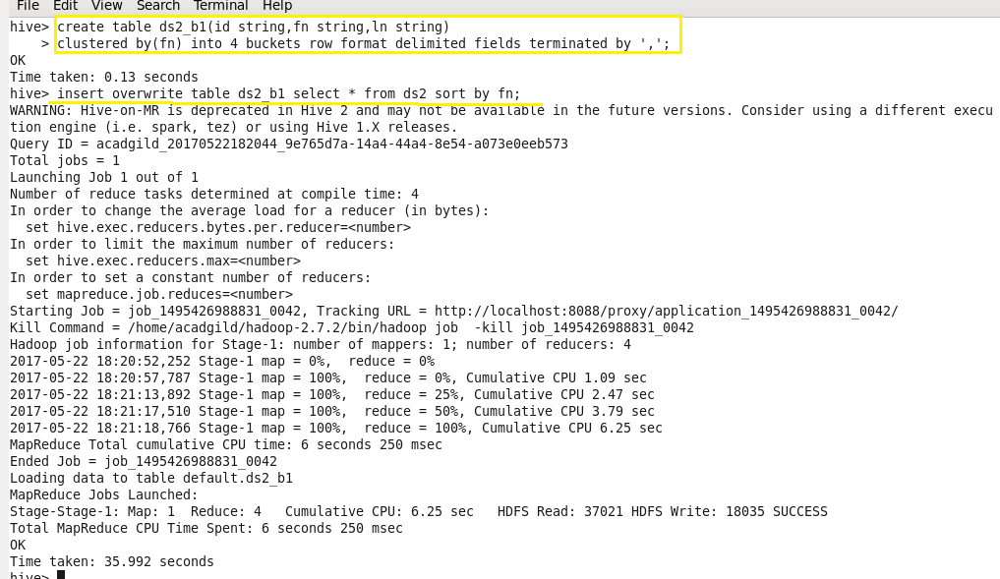 File Edit View Search Terminal Help
hive> create table ds2_b1(id string,fn string,ln string)
    > clustered by(fn) into 4 buckets row format delimited fields terminated by ',';
OK
Time taken: 0.13 seconds
hive> insert overwrite table ds2_b1 select * from ds2 sort by fn;
WARNING: Hive-on-MR is deprecated in Hive 2 and may not be available in the future versions. Consider using a different execu
tion engine (i.e. spark, tez) or using Hive 1.X releases.
Query ID = acadgild_20170522182044_9e765d7a-14a4-44a4-8e54-a073e0eeb573
Total jobs = 1
Launching Job 1 out of 1
Number of reduce tasks determined at compile time: 4
In order to change the average load for a reducer (in bytes):
  set hive.exec.reducers.bytes.per.reducer=<number>
In order to limit the maximum number of reducers:
  set hive.exec.reducers.max=<number>
In order to set a constant number of reducers:
  set mapreduce.job.reduces=<number>
Starting Job = job_1495426988831_0042, Tracking URL = http://localhost:8088/proxy/application_1495426988831_0042/
Kill Command = /home/acadgild/hadoop-2.7.2/bin/hadoop job  -kill job_1495426988831_0042
Hadoop job information for Stage-1: number of mappers: 1; number of reducers: 4
2017-05-22 18:20:52,252 Stage-1 map = 0%,  reduce = 0%
2017-05-22 18:20:57,787 Stage-1 map = 100%,  reduce = 0%, Cumulative CPU 1.09 sec
2017-05-22 18:21:13,892 Stage-1 map = 100%,  reduce = 25%, Cumulative CPU 2.47 sec
2017-05-22 18:21:17,510 Stage-1 map = 100%,  reduce = 50%, Cumulative CPU 3.79 sec
2017-05-22 18:21:18,766 Stage-1 map = 100%,  reduce = 100%, Cumulative CPU 6.25 sec
MapReduce Total cumulative CPU time: 6 seconds 250 msec
Ended Job = job_1495426988831_0042
Loading data to table default.ds2_b1
MapReduce Jobs Launched:
Stage-Stage-1: Map: 1  Reduce: 4   Cumulative CPU: 6.25 sec   HDFS Read: 37021 HDFS Write: 18035 SUCCESS
Total MapReduce CPU Time Spent: 6 seconds 250 msec
OK
Time taken: 35.992 seconds
hive>